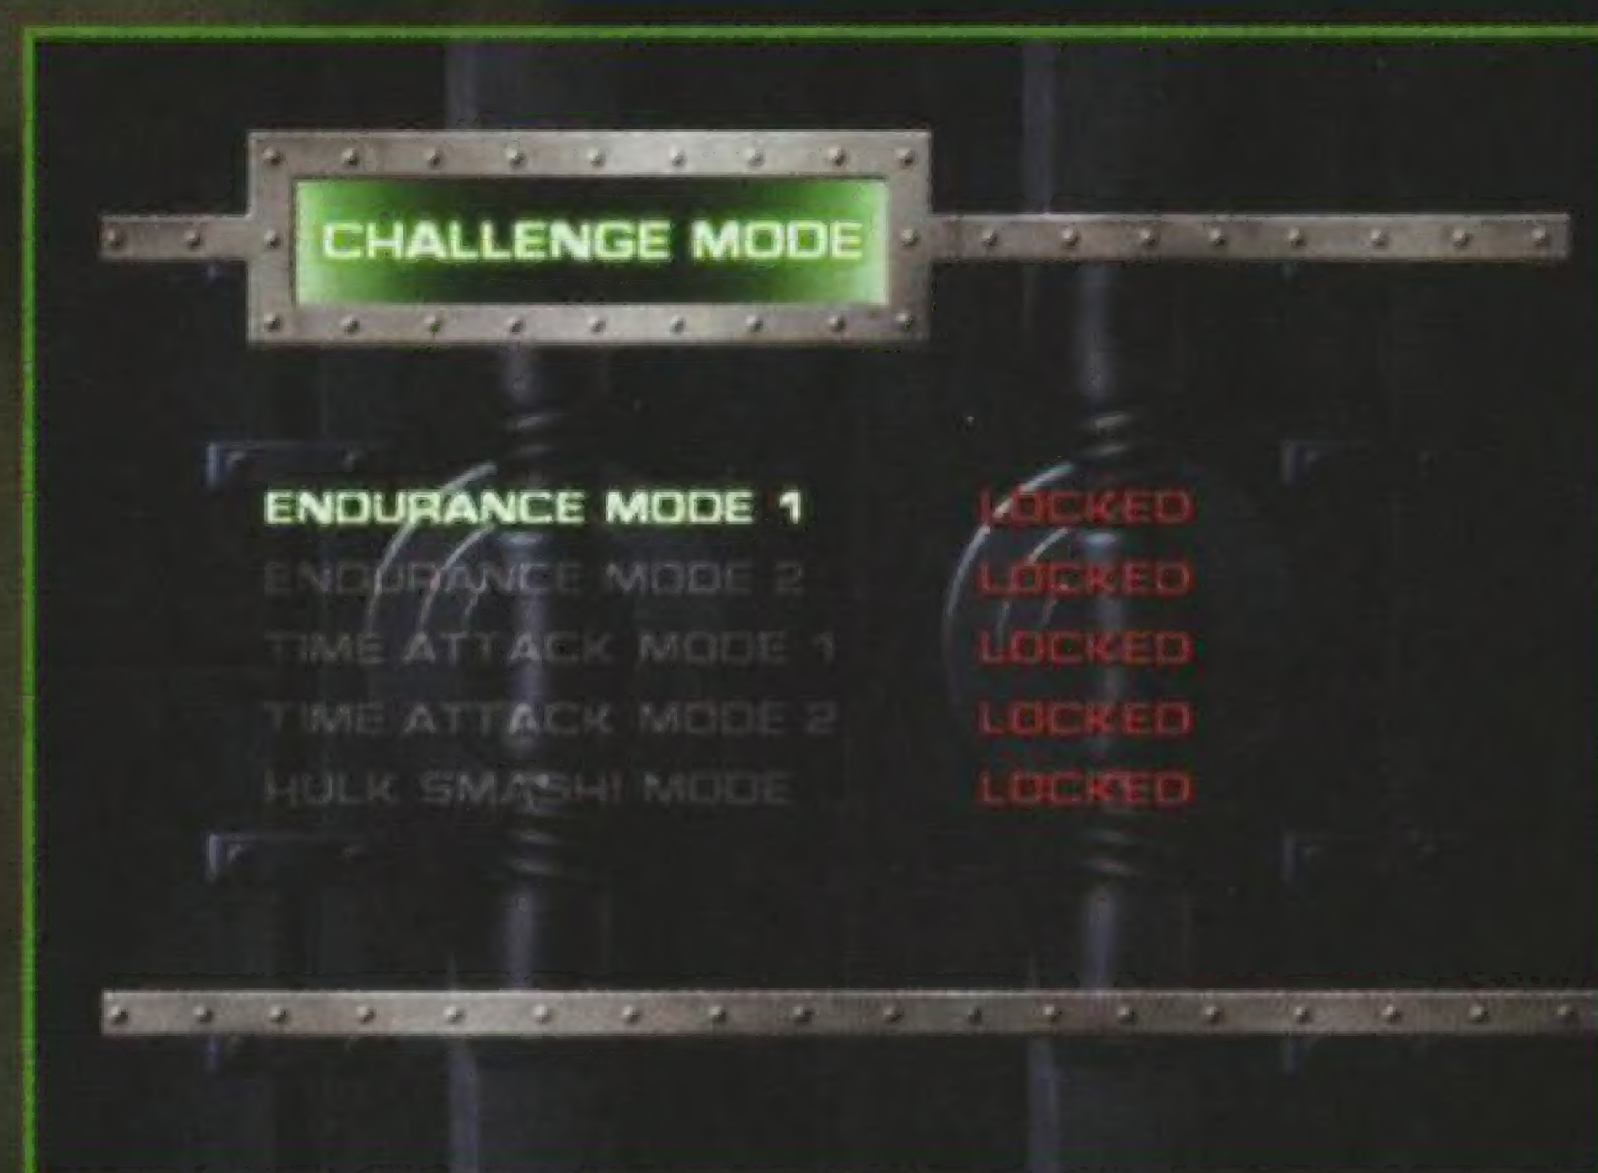 CHALLENGE MODE
ENDURANCE MODE 1 LOCKED
ENDURANCE MODE 2 LOCKED
TIME ATTACK MODE 1 LOCKED
TIME ATTACK MODE 2 LOCKED
HULK SMASH! MODE LOCKED